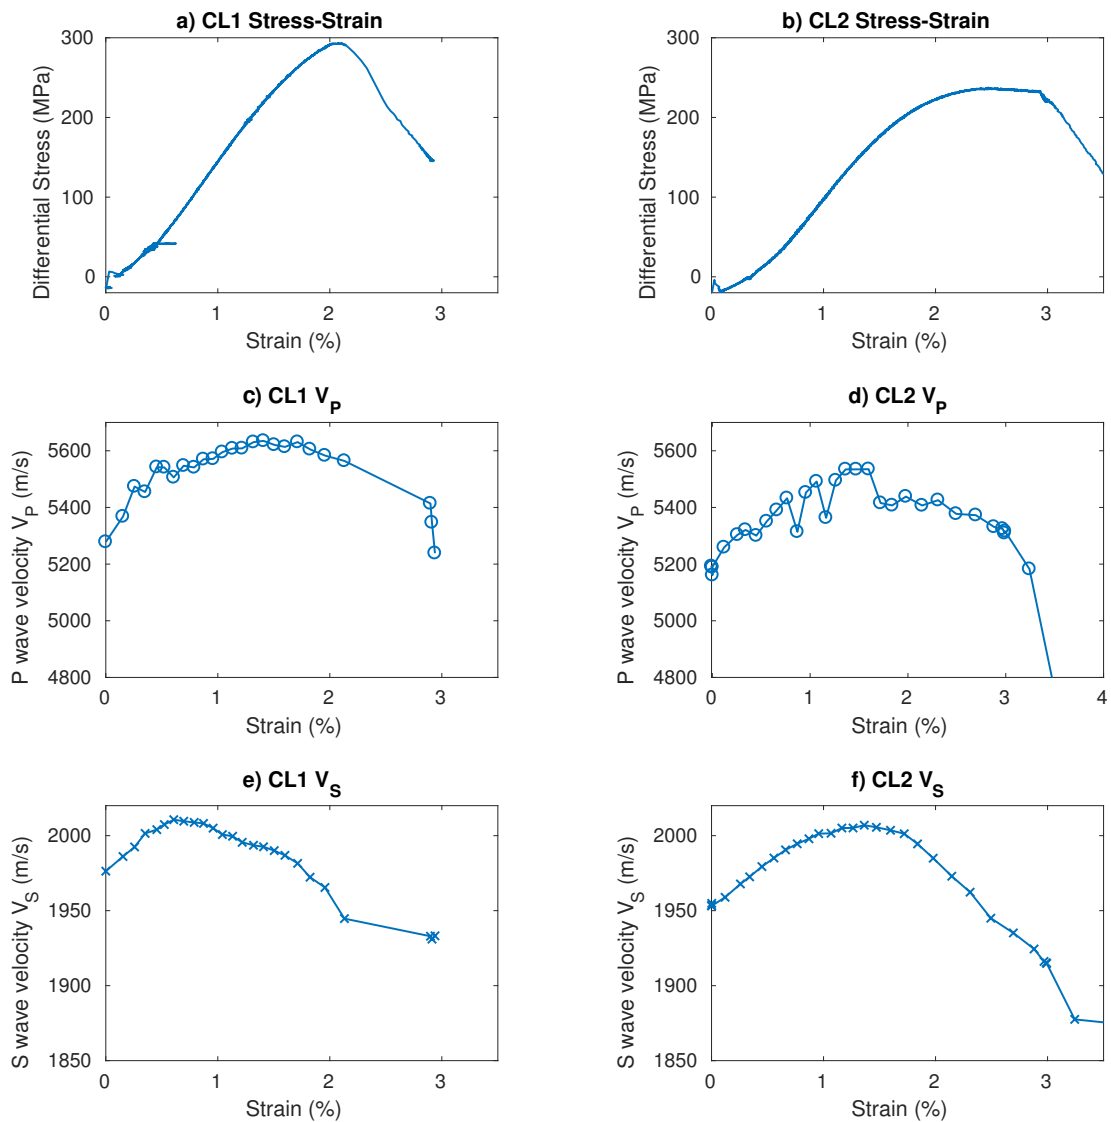 a) CL1 Stress-Strain
Differential Stress (MPa)
300
200
100
0
0 1 2 3
Strain (%)
b) CL2 Stress-Strain
Differential Stress (MPa)
300
200
100
0
0 1 2 3
Strain (%)
c) CL1 V_P
P wave velocity V_P (m/s)
5600
5400
5200
5000
4800
0 1 2 3
Strain (%)
d) CL2 V_P
P wave velocity V_P (m/s)
5600
5400
5200
5000
4800
0 1 2 3 4
Strain (%)
e) CL1 V_S
S wave velocity V_S (m/s)
2000
1950
1900
1850
0 1 2 3
Strain (%)
f) CL2 V_S
S wave velocity V_S (m/s)
2000
1950
1900
1850
0 1 2 3
Strain (%)